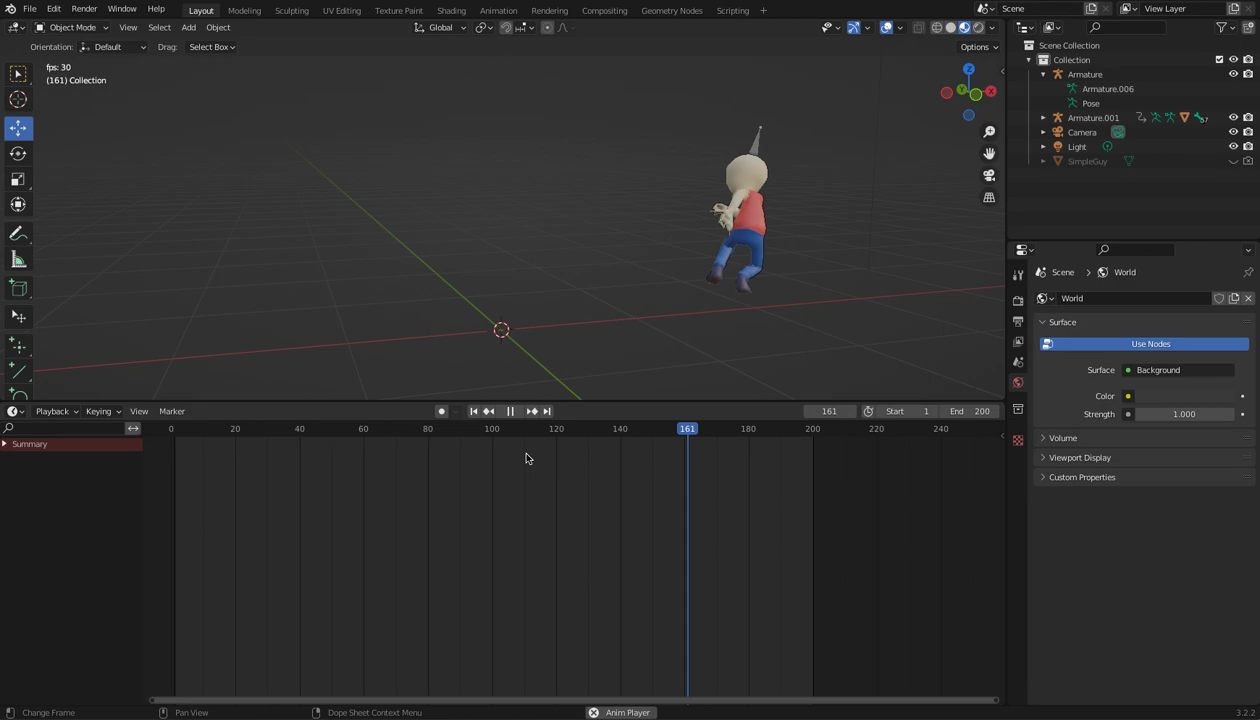 File Edit Render Window Help Layout Modeling Sculpting UV Editing Texture Paint Shading Animation Rendering Compositing Geometry Nodes Scripting + Scene View Layer
Object Mode View Select Add Object Global
Orientation: Default Drag: Select Box Options
fps: 30
(161) Collection
Z
Y
X
Scene Collection
Collection
Armature
Armature.006
Pose
Armature.001 57
Camera
Light
SimpleGuy
Scene > World
World
Surface
Use Nodes
Surface Background
Color
Strength 1.000
Volume
Viewport Display
Custom Properties
Playback Keying View Marker 161 Start 1 End 200
0 20 40 60 80 100 120 140 161 180 200 220 240
Summary
Change Frame Pan View Dope Sheet Context Menu Anim Player 3.2.2